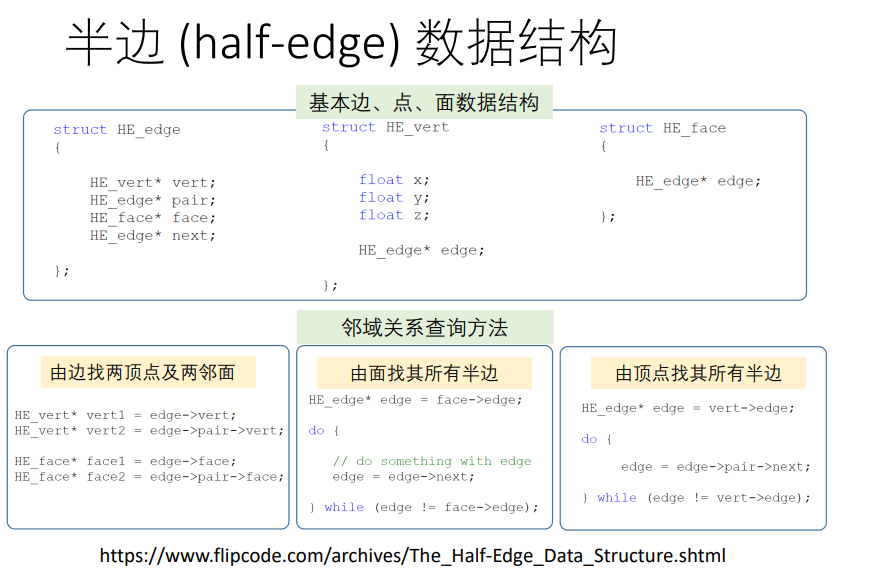 半边 (half-edge) 数据结构
基本边、点、面数据结构
struct HE_edge
{
HE_vert* vert;
HE_edge* pair;
HE_face* face;
HE_edge* next;
};
struct HE_vert
{
float x;
float y;
float z;
HE_edge* edge;
};
struct HE_face
{
HE_edge* edge;
};
邻域关系查询方法
由边找两顶点及两邻面
HE_vert* vert1 = edge->vert;
HE_vert* vert2 = edge->pair->vert;
HE_face* face1 = edge->face;
HE_face* face2 = edge->pair->face;
由面找其所有半边
HE_edge* edge = face->edge;
do {
// do something with edge
edge = edge->next;
} while (edge != face->edge);
由顶点找其所有半边
HE_edge* edge = vert->edge;
do {
edge = edge->pair->next;
} while (edge != vert->edge);
https://www.flipcode.com/archives/The_Half-Edge_Data_Structure.shtml